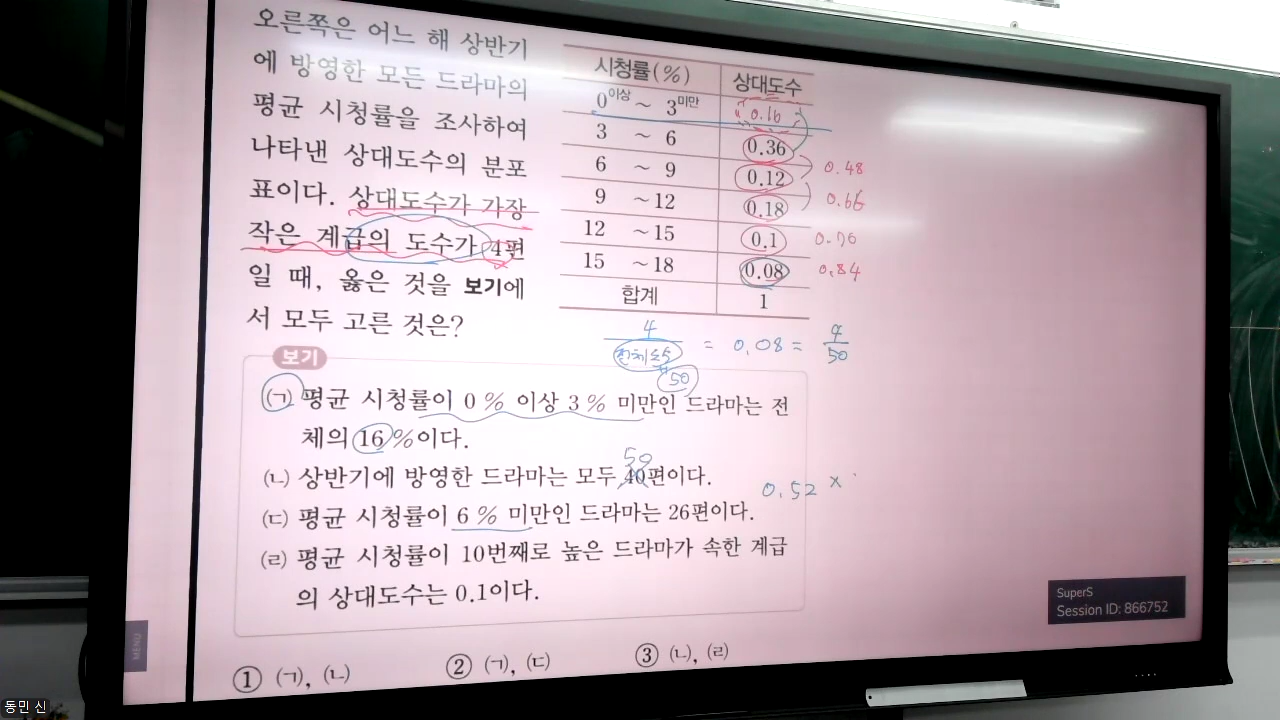 오른쪽은 어느 해 상반기
에 방영한 모든 드라마의
평균 시청률을 조사하여
나타낸 상대도수의 분포
표이다. 상대도수가 가장
작은 계급의 도수가 4편
일 때, 옳은 것을 보기에
서 모두 고른 것은?
시청률(%) 상대도수
0이상 ~ 3미만 0.16
3 ~ 6 0.36
6 ~ 9 0.12 0.48
9 ~12 0.18 0.66
12 ~15 0.1 0.76
15 ~18 0.08 0.84
합계 1
4
전체도수 = 0.08 = 4/50
50
보기
(ㄱ) 평균 시청률이 0 % 이상 3 % 미만인 드라마는 전
체의 16 %이다.
50
(ㄴ) 상반기에 방영한 드라마는 모두 40편이다.
0.52 ×
(ㄷ) 평균 시청률이 6 % 미만인 드라마는 26편이다.
(ㄹ) 평균 시청률이 10번째로 높은 드라마가 속한 계급
의 상대도수는 0.1이다.
① (ㄱ), (ㄴ) ② (ㄱ), (ㄷ) ③ (ㄴ), (ㄹ)
SuperS
Session ID: 866752
MENU
동민 신